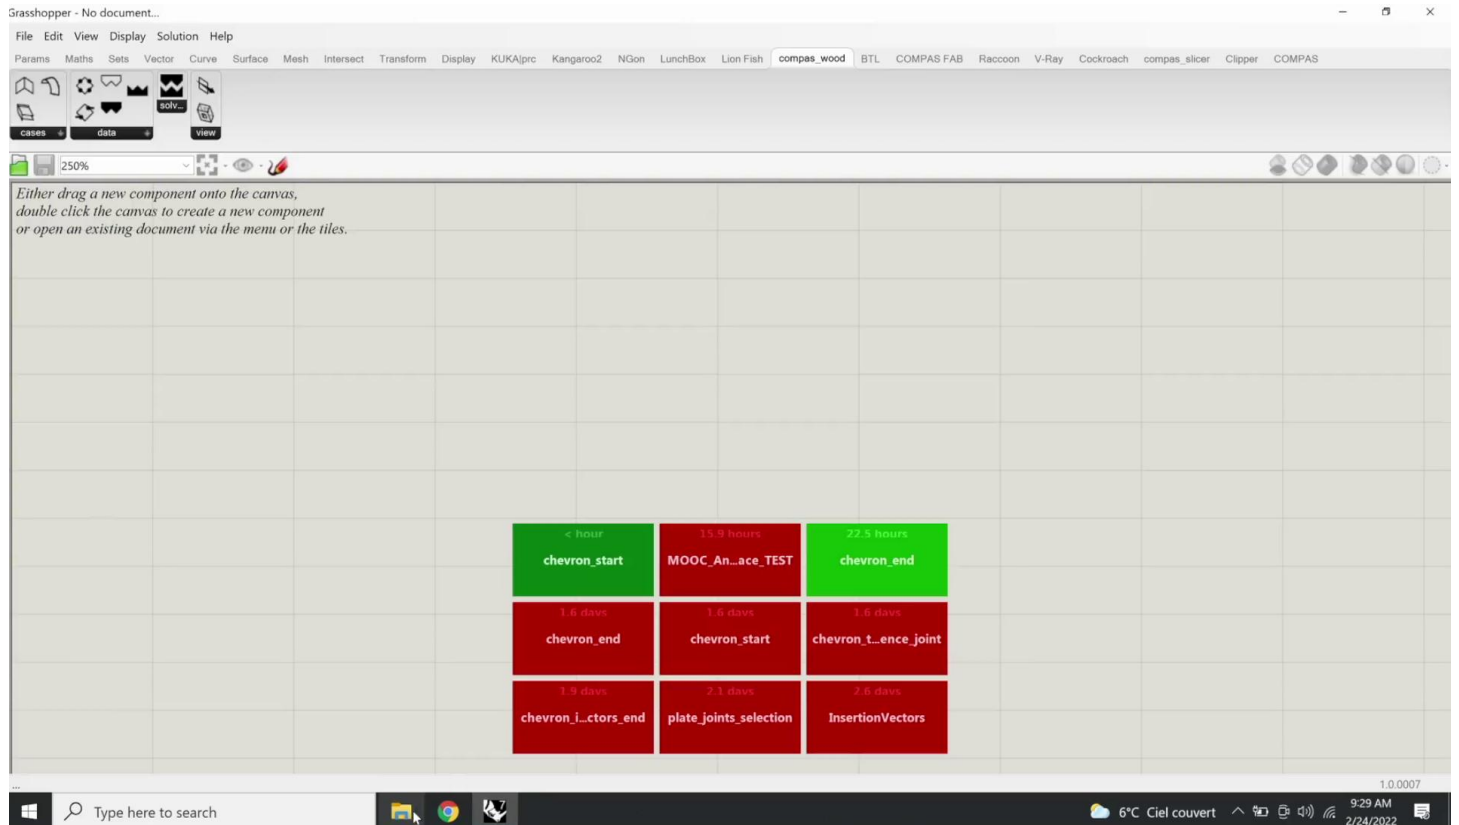 Grasshopper - No document...
File Edit View Display Solution Help
Params Maths Sets Vector Curve Surface Mesh Intersect Transform Display KUKA|prc Kangaroo2 NGon LunchBox Lion Fish compas_wood BTL COMPAS FAB Raccoon V-Ray Cockroach compas_slicer Clipper COMPAS
solv...
cases data view
250%
Either drag a new component onto the canvas,
double click the canvas to create a new component
or open an existing document via the menu or the tiles.
< hour 15.9 hours 22.5 hours
chevron_start MOOC_An...ace_TEST chevron_end
1.6 days 1.6 days 1.6 days
chevron_end chevron_start chevron_t...ence_joint
1.9 days 2.1 days 2.6 days
chevron_i...ctors_end plate_joints_selection InsertionVectors
... 1.0.0007
Type here to search 7 6°C Ciel couvert 9:29 AM
2/24/2022